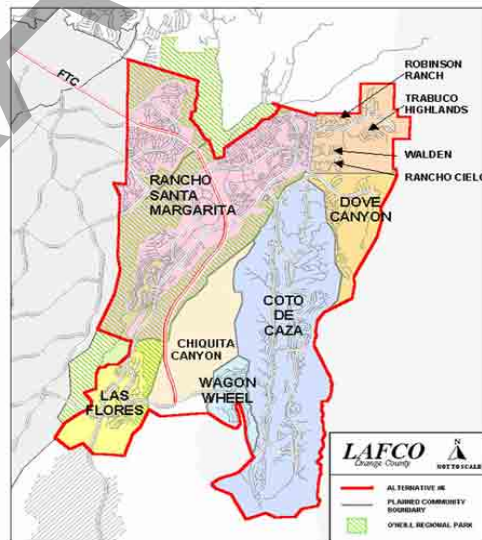 FTC
ROBINSON
RANCH
TRABUCO
HIGHLANDS
WALDEN
RANCHO CIELO
RANCHO
SANTA
MARGARITA
DOVE
CANYON
COTO
DE
CAZA
CHIQUITA
CANYON
WAGON
WHEEL
LAS
FLORES
LAFCO
Orange County
N
NOT TO SCALE
ALTERNATIVE #6
PLANNED COMMUNITY
BOUNDARY
O'NEILL REGIONAL PARK